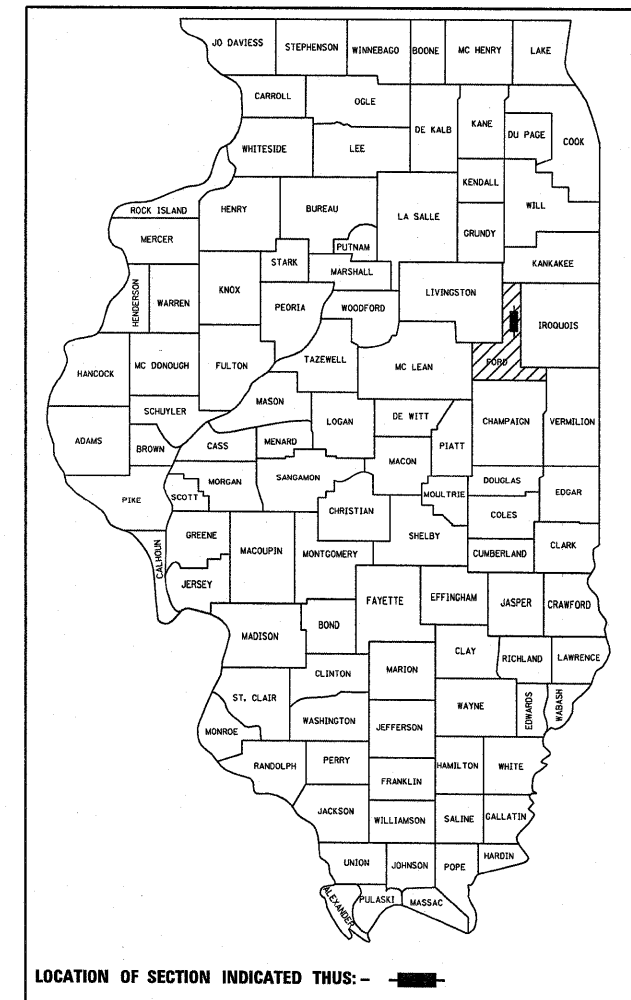 JO DAVIESS STEPHENSON WINNEBAGO BOONE MC HENRY LAKE
CARROLL OGLE DE KALB KANE DU PAGE COOK
WHITESIDE LEE KENDALL WILL
ROCK ISLAND HENRY BUREAU LA SALLE GRUNDY
MERCER PUTNAM KANKAKEE
STARK MARSHALL
HENDERSON WARREN KNOX PEORIA WOODFORD LIVINGSTON IROQUOIS
HANCOCK MC DONOUGH FULTON TAZEWELL MC LEAN FORD
SCHUYLER MASON LOGAN DE WITT CHAMPAIGN VERMILION
ADAMS BROWN CASS MENARD MACON PIATT
PIKE SCOTT MORGAN SANGAMON CHRISTIAN MOULTRIE DOUGLAS EDGAR
COLES
CALHOUN GREENE MACOUPIN MONTGOMERY SHELBY CUMBERLAND CLARK
JERSEY FAYETTE EFFINGHAM JASPER CRAWFORD
MADISON BOND
CLAY RICHLAND LAWRENCE
CLINTON MARION
ST. CLAIR WAYNE EDWARDS WABASH
MONROE WASHINGTON JEFFERSON
RANDOLPH PERRY HAMILTON WHITE
FRANKLIN
JACKSON WILLIAMSON SALINE GALLATIN
UNION JOHNSON POPE HARDIN
ALEXANDER PULASKI MASSAC
LOCATION OF SECTION INDICATED THUS: –